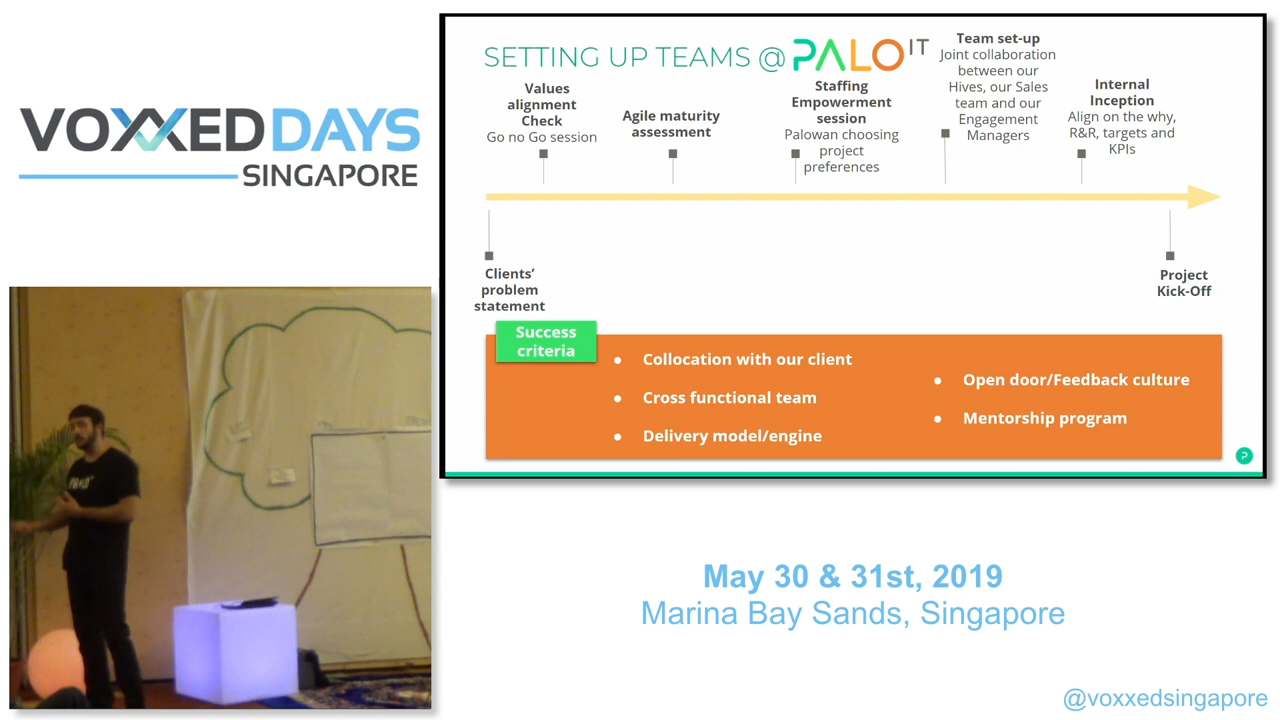 VOXXED DAYS
SINGAPORE
SETTING UP TEAMS @ PALO IT
Values
alignment
Check
Go no Go session
Agile maturity
assessment
Staffing
Empowerment
session
Palowan choosing
project
preferences
Team set-up
Joint collaboration
between our
Hives, our Sales
team and our
Engagement
Managers
Internal
Inception
Align on the why,
R&R, targets and
KPIs
Clients’
problem
statement
Project
Kick-Off
Success
criteria
● Collocation with our client
● Cross functional team
● Delivery model/engine
● Open door/Feedback culture
● Mentorship program
May 30 & 31st, 2019
Marina Bay Sands, Singapore
@voxxedsingapore